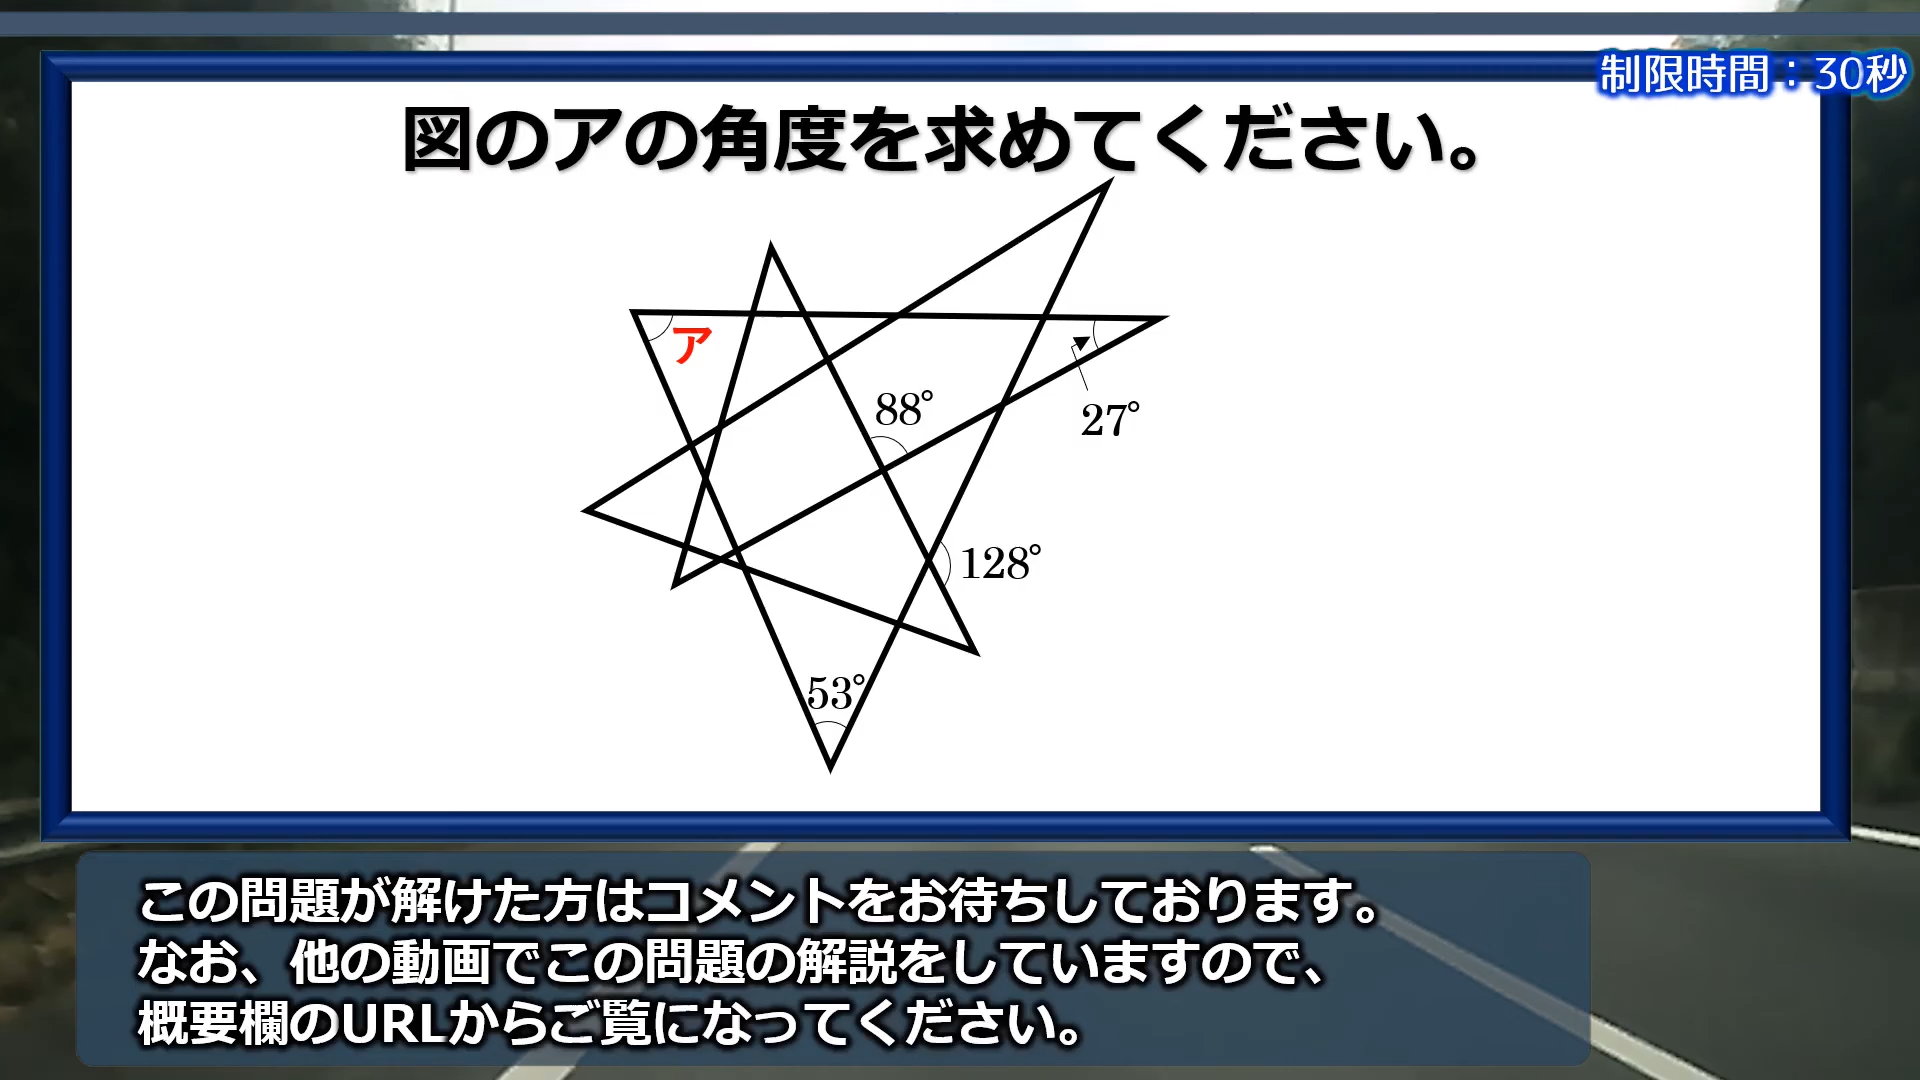 制限時間：30秒
図のアの角度を求めてください。
ア
88°
27°
128°
53°
この問題が解けた方はコメントをお待ちしております。
なお、他の動画でこの問題の解説をしていますので、
概要欄のURLからご覧になってください。